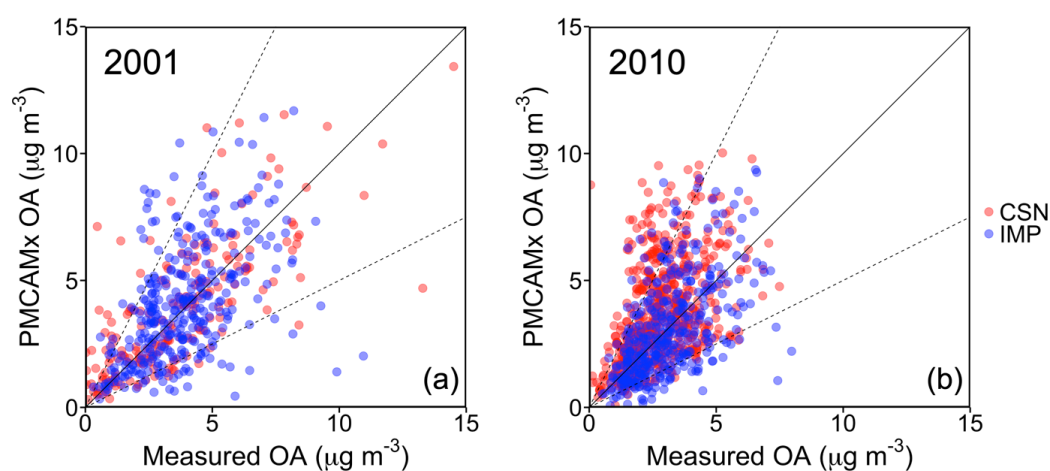 15
10
5
0
PMCAMx OA (μg m⁻³)
2001
(a)
0 5 10 15
Measured OA (μg m⁻³)
15
10
5
0
PMCAMx OA (μg m⁻³)
2010
(b)
0 5 10 15
Measured OA (μg m⁻³)
CSN
IMP